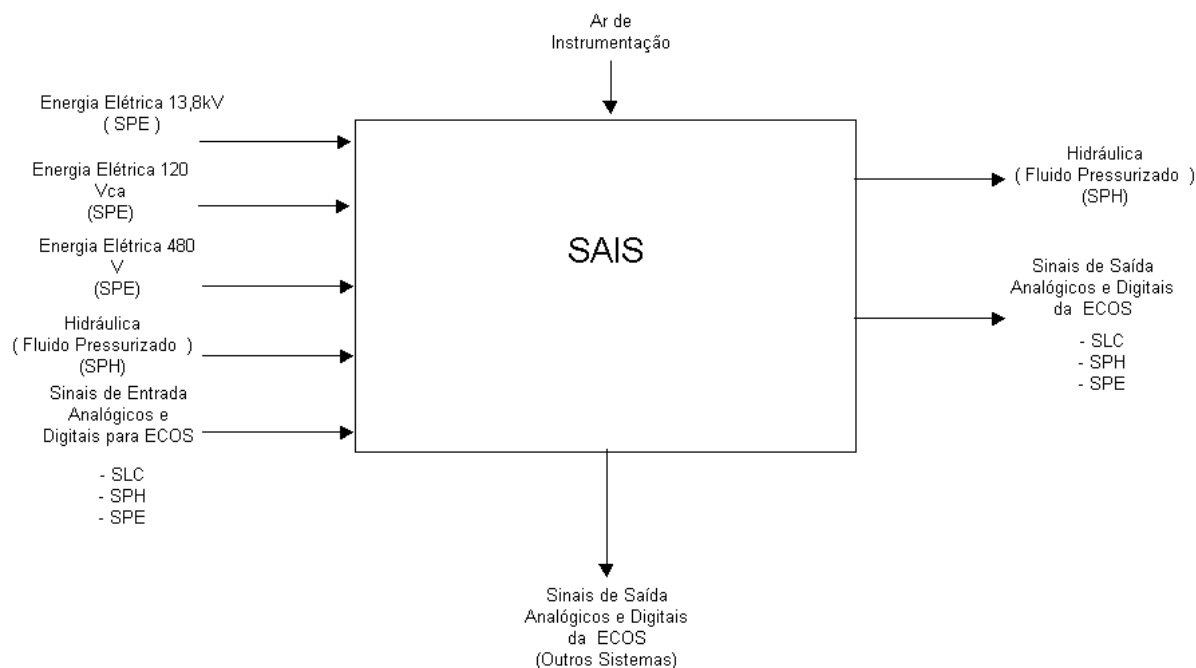 Ar de
Instrumentação
Energia Elétrica 13,8kV
( SPE )
Energia Elétrica 120
Vca
(SPE)
Energia Elétrica 480
V
(SPE)
Hidráulica
( Fluido Pressurizado )
(SPH)
Sinais de Entrada
Analógicos e
Digitais para ECOS
- SLC
- SPH
- SPE
SAIS
Hidráulica
( Fluido Pressurizado )
(SPH)
Sinais de Saída
Analógicos e Digitais
da ECOS
- SLC
- SPH
- SPE
Sinais de Saída
Analógicos e Digitais
da ECOS
(Outros Sistemas)